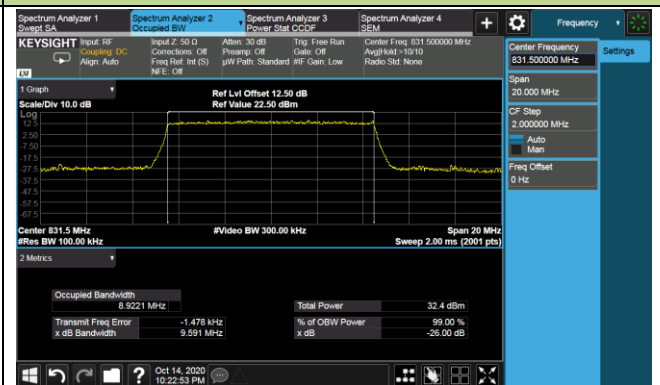 Spectrum Analyzer 1
Swept SA
Spectrum Analyzer 2
Occupied BW
Spectrum Analyzer 3
Power Stat CCDF
Spectrum Analyzer 4
SEM
+
Frequency
KEYSIGHT
Input: RF
Coupling: DC
Align: Auto
Input Z: 50 Ω
Corrections: Off
Freq Ref: Int (S)
NFE: Off
Atten: 30 dB
Preamp: Off
µW Path: Standard
Trig: Free Run
Gate: Off
#IF Gain: Low
Center Freq: 831.500000 MHz
Avg|Hold:>10/10
Radio Std: None
LXI
1 Graph
Scale/Div 10.0 dB
Ref Lvl Offset 12.50 dB
Ref Value 22.50 dBm
Log
12.5
2.50
-7.50
-17.5
-27.5
-37.5
-47.5
-57.5
-67.5
Center 831.5 MHz
#Res BW 100.00 kHz
#Video BW 300.00 kHz
Span 20 MHz
Sweep 2.00 ms (2001 pts)
2 Metrics
Occupied Bandwidth
8.9221 MHz
Total Power 32.4 dBm
Transmit Freq Error -1.478 kHz
% of OBW Power 99.00 %
x dB Bandwidth 9.591 MHz
x dB -26.00 dB
Center Frequency
831.500000 MHz
Settings
Span
20.000 MHz
CF Step
2.000000 MHz
Auto
Man
Freq Offset
0 Hz
?
Oct 14, 2020
10:22:53 PM